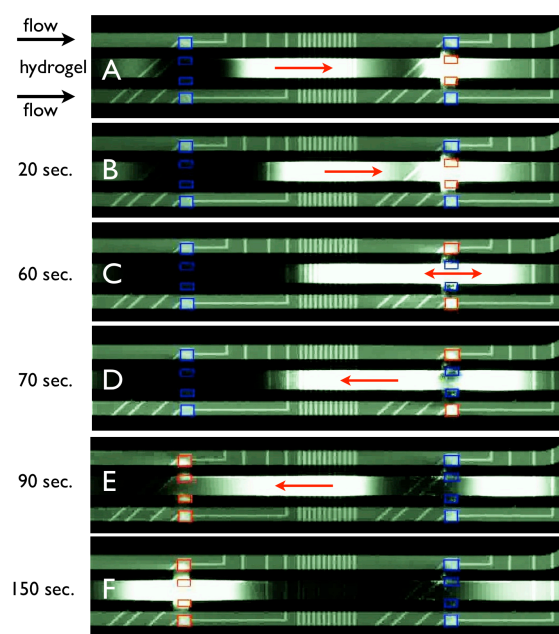 flow
hydrogel
flow
A
20 sec.
B
60 sec.
C
70 sec.
D
90 sec.
E
150 sec.
F